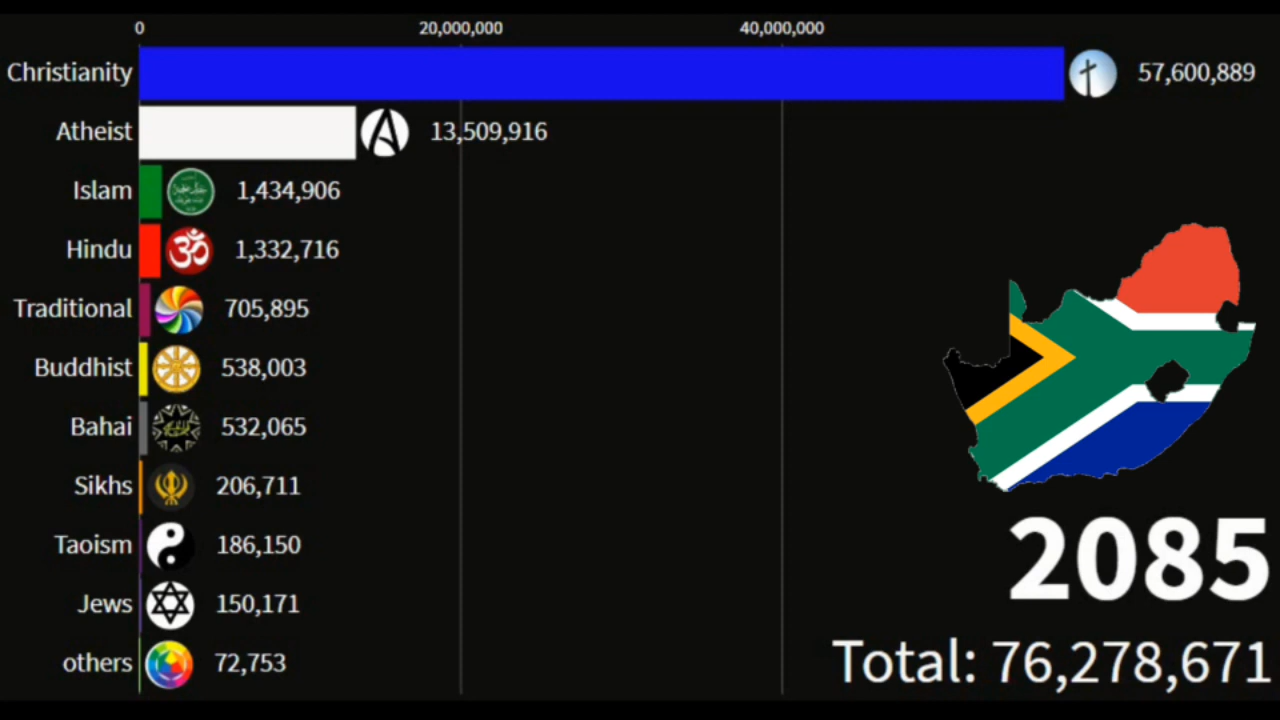 0 20,000,000 40,000,000
Christianity 57,600,889
Atheist 13,509,916
Islam 1,434,906
Hindu 1,332,716
Traditional 705,895
Buddhist 538,003
Bahai 532,065
Sikhs 206,711
Taoism 186,150
Jews 150,171
others 72,753
2085
Total: 76,278,671